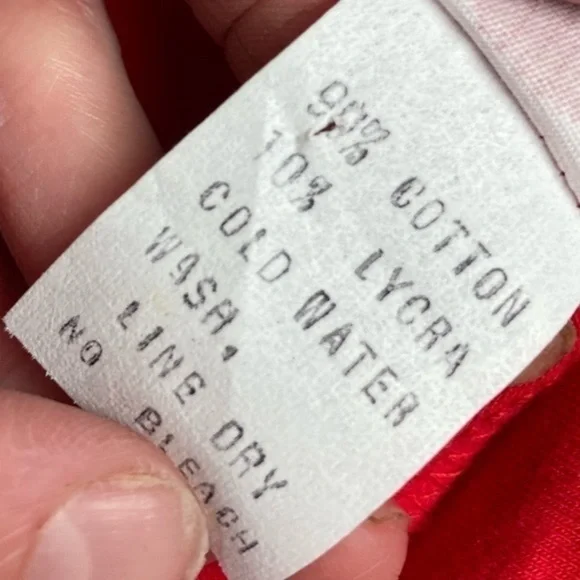 90% COTTON
10% LYCRA
COLD WATER
WASH,
LINE DRY
NO BLEACH